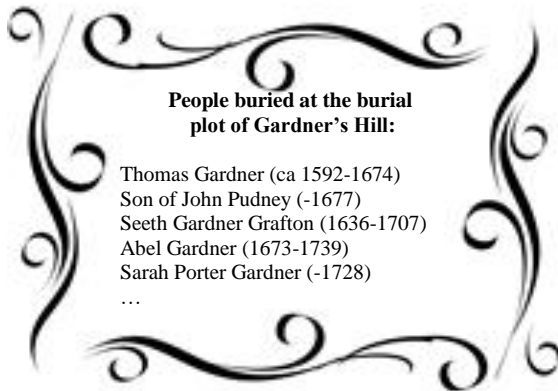 People buried at the burial
plot of Gardner's Hill:
Thomas Gardner (ca 1592-1674)
Son of John Pudney (-1677)
Seeth Gardner Grafton (1636-1707)
Abel Gardner (1673-1739)
Sarah Porter Gardner (-1728)
…